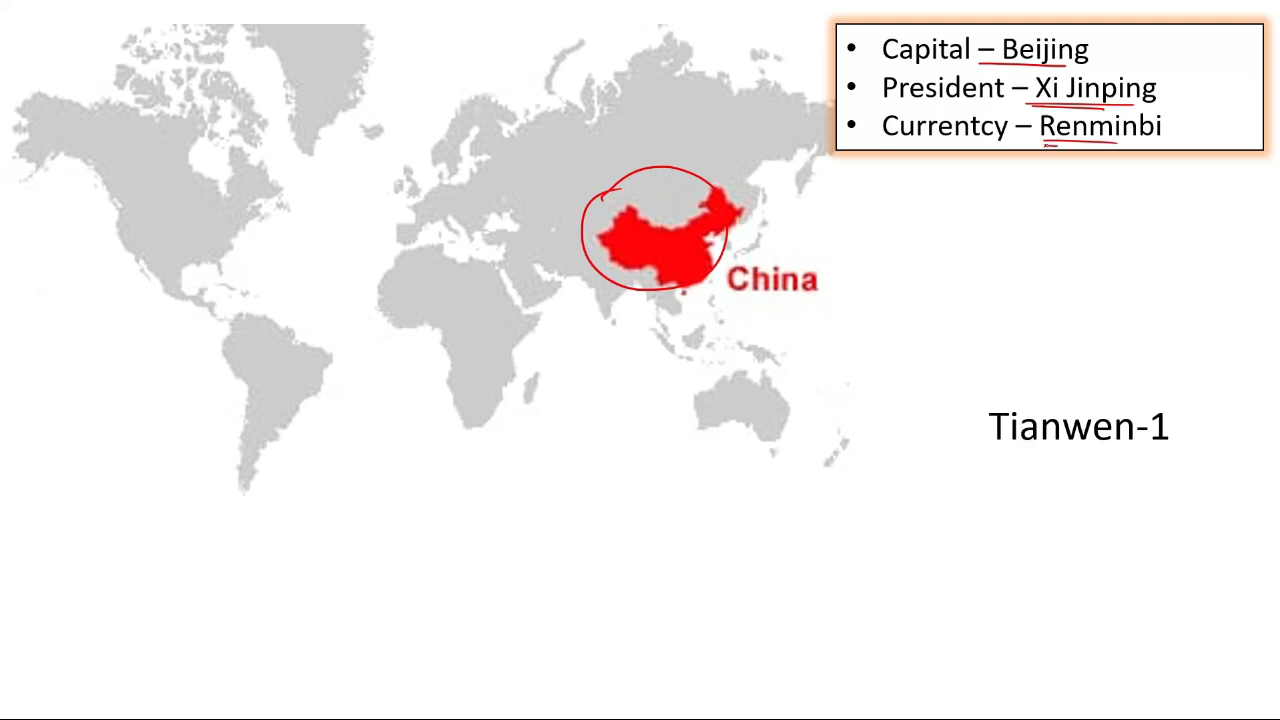 • Capital – Beijing
• President – Xi Jinping
• Currentcy – Renminbi
China
Tianwen-1